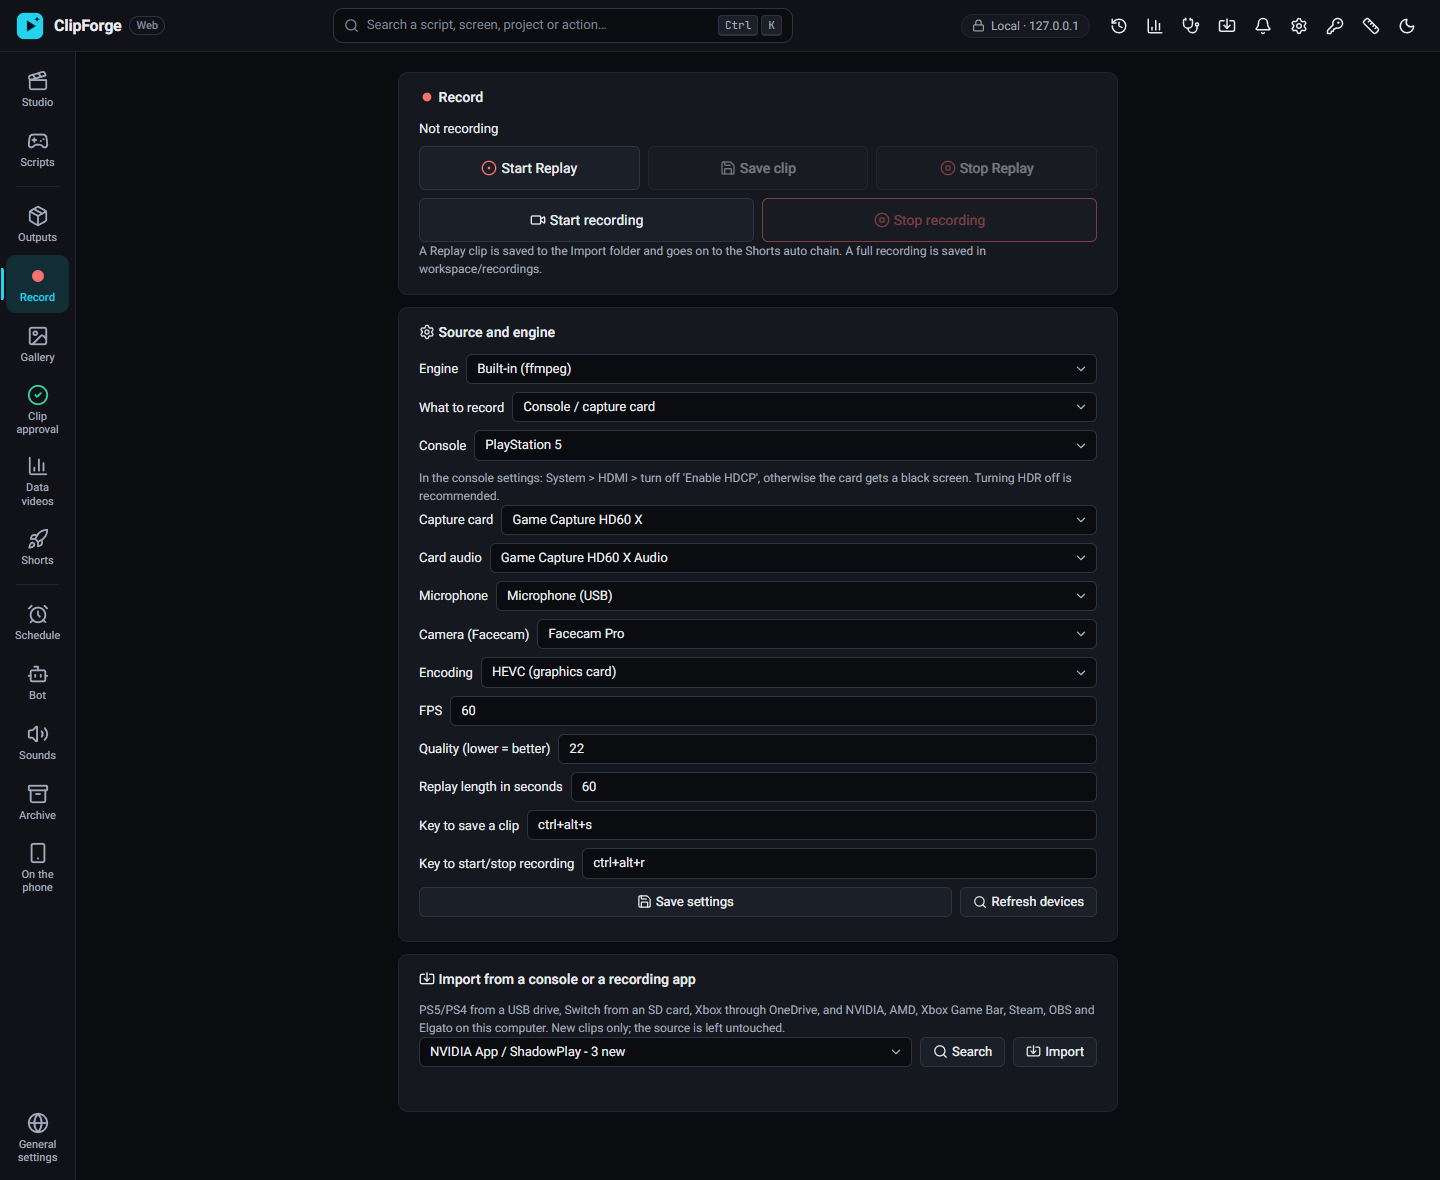 ClipForge Web
Search a script, screen, project or action... Ctrl K
Local · 127.0.0.1
Studio
Scripts
Outputs
Record
Gallery
Clip
approval
Data
videos
Shorts
Schedule
Bot
Sounds
Archive
On the
phone
General
settings
Record
Not recording
Start Replay Save clip Stop Replay
Start recording Stop recording
A Replay clip is saved to the Import folder and goes on to the Shorts auto chain. A full recording is saved in
workspace/recordings.
Source and engine
Engine Built-in (ffmpeg)
What to record Console / capture card
Console PlayStation 5
In the console settings: System > HDMI > turn off 'Enable HDCP', otherwise the card gets a black screen. Turning HDR off is
recommended.
Capture card Game Capture HD60 X
Card audio Game Capture HD60 X Audio
Microphone Microphone (USB)
Camera (Facecam) Facecam Pro
Encoding HEVC (graphics card)
FPS 60
Quality (lower = better) 22
Replay length in seconds 60
Key to save a clip ctrl+alt+s
Key to start/stop recording ctrl+alt+r
Save settings Refresh devices
Import from a console or a recording app
PS5/PS4 from a USB drive, Switch from an SD card, Xbox through OneDrive, and NVIDIA, AMD, Xbox Game Bar, Steam, OBS and
Elgato on this computer. New clips only; the source is left untouched.
NVIDIA App / ShadowPlay - 3 new Search Import